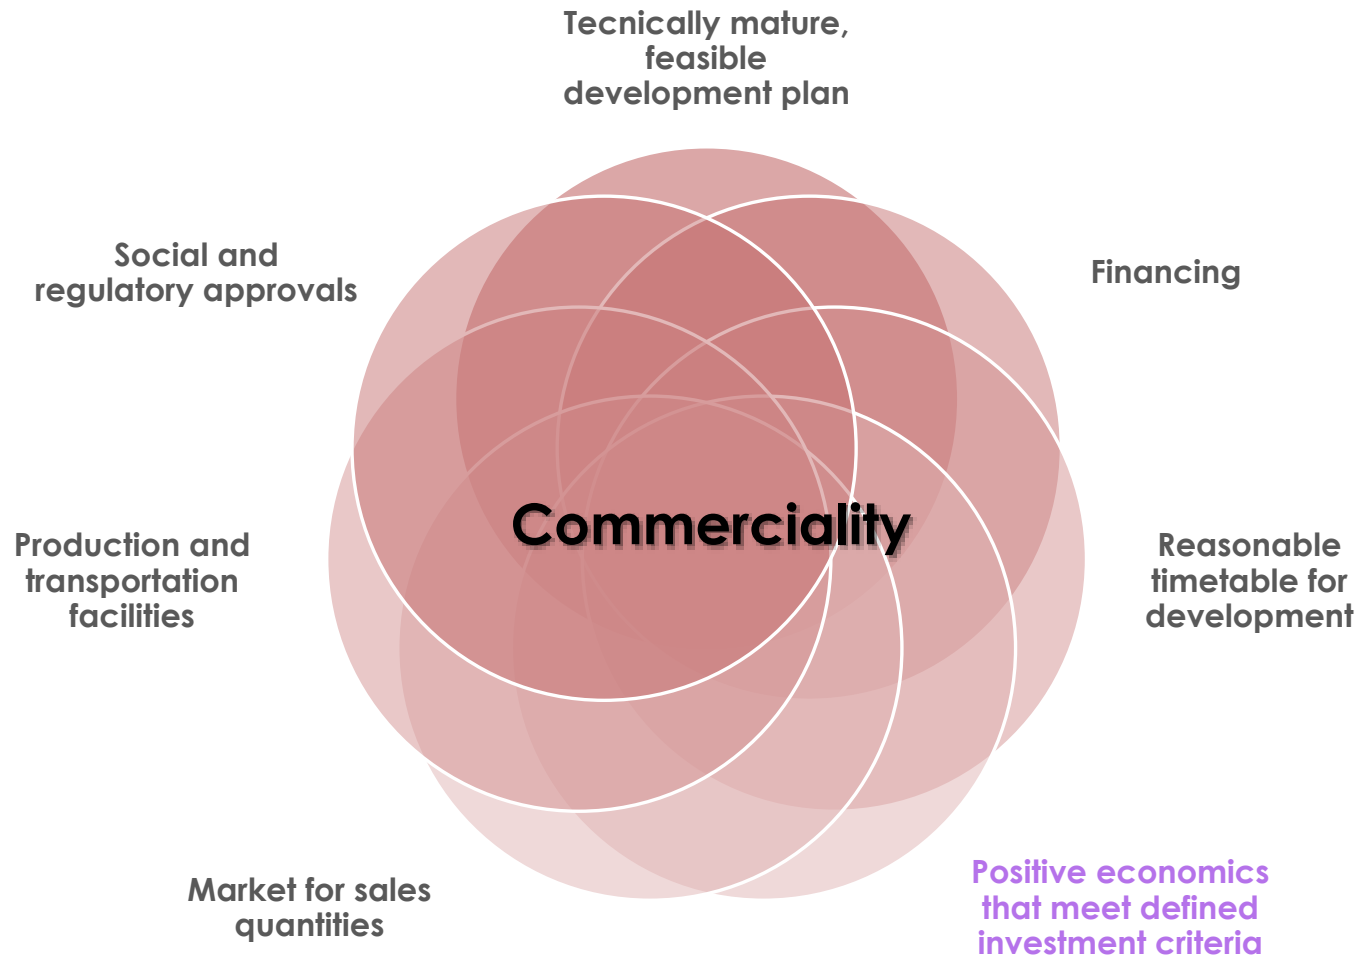 Tecnically mature,
feasible
development plan
Social and
regulatory approvals
Financing
Commerciality
Production and
transportation
facilities
Reasonable
timetable for
development
Market for sales
quantities
Positive economics
that meet defined
investment criteria